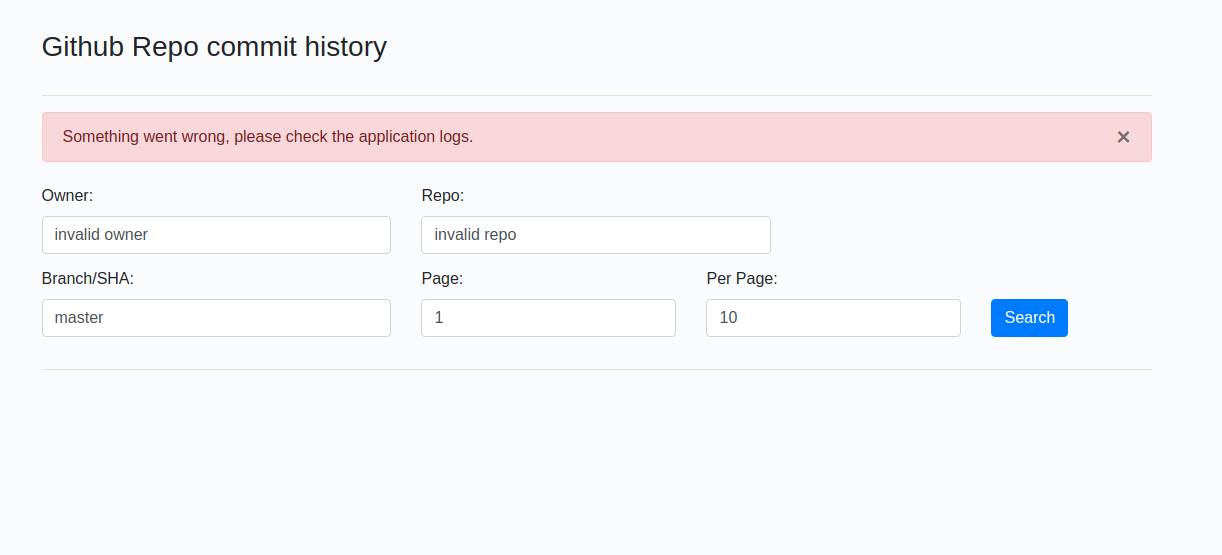 Github Repo commit history
Something went wrong, please check the application logs. ×
Owner: Repo:
invalid owner invalid repo
Branch/SHA: Page: Per Page:
master 1 10 Search